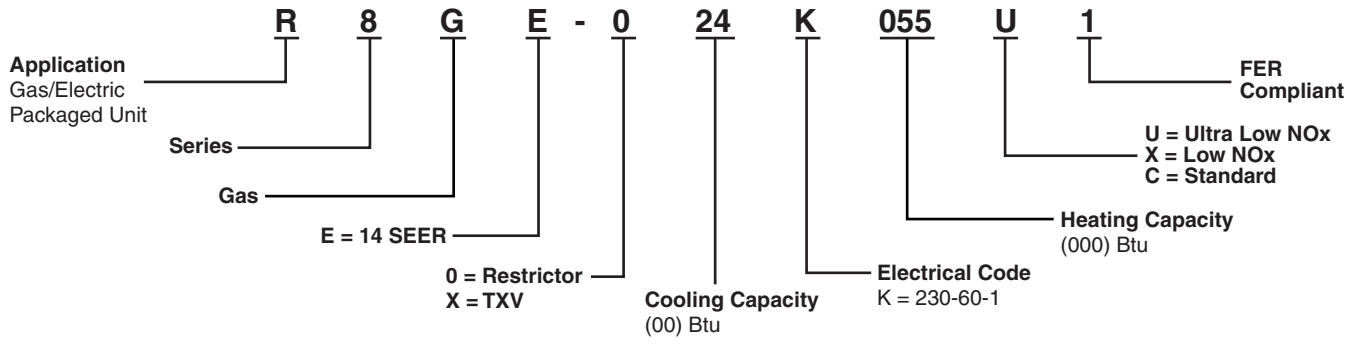 R 8 G E - 0 24 K 055 U 1
Application
Gas/Electric
Packaged Unit
Series
Gas
E = 14 SEER
0 = Restrictor
X = TXV
Cooling Capacity
(00) Btu
Electrical Code
K = 230-60-1
Heating Capacity
(000) Btu
U = Ultra Low NOx
X = Low NOx
C = Standard
FER
Compliant